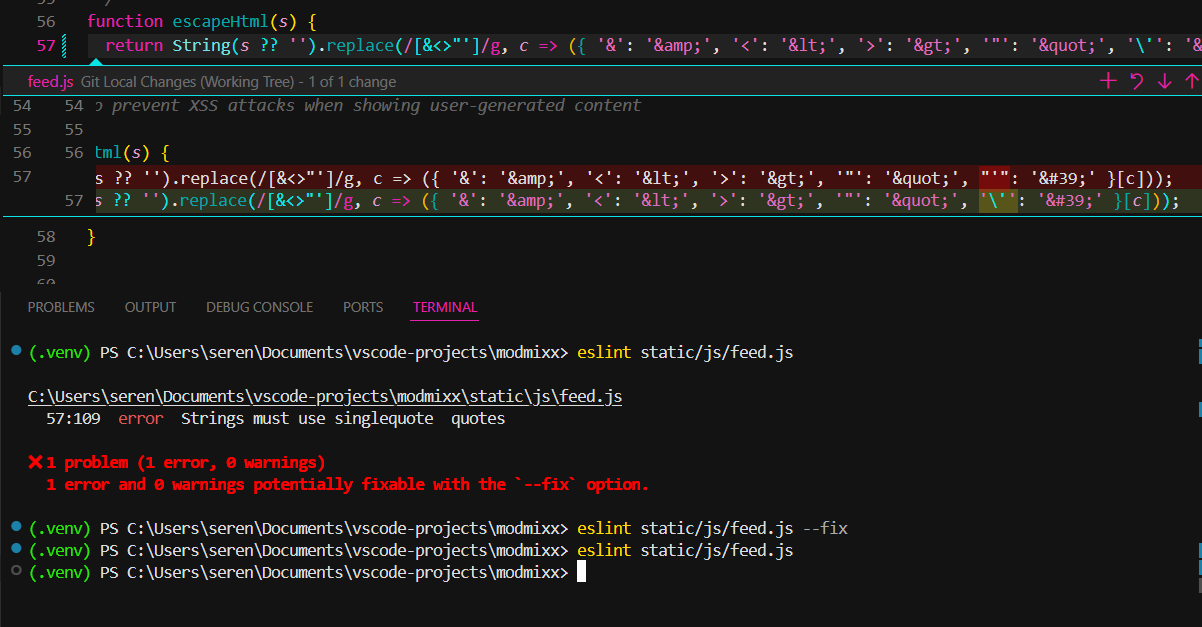 56 function escapeHtml(s) {
57 return String(s ?? '').replace(/[&<>"']/g, c => ({ '&': '&amp;', '<': '&lt;', '>': '&gt;', '"': '&quot;', '\'': '&
feed.js Git Local Changes (Working Tree) - 1 of 1 change
54 54 o prevent XSS attacks when showing user-generated content
55 55
56 56 tml(s) {
57 s ?? '').replace(/[&<>"']/g, c => ({ '&': '&amp;', '<': '&lt;', '>': '&gt;', '"': '&quot;', "'": '&#39;' }[c]));
57 s ?? '').replace(/[&<>"']/g, c => ({ '&': '&amp;', '<': '&lt;', '>': '&gt;', '"': '&quot;', '\'': '&#39;' }[c]));
58 }
59
PROBLEMS OUTPUT DEBUG CONSOLE PORTS TERMINAL
(.venv) PS C:\Users\seren\Documents\vscode-projects\modmixx> eslint static/js/feed.js
C:\Users\seren\Documents\vscode-projects\modmixx\static\js\feed.js
57:109 error Strings must use singlequote quotes
❌1 problem (1 error, 0 warnings)
1 error and 0 warnings potentially fixable with the `--fix` option.
(.venv) PS C:\Users\seren\Documents\vscode-projects\modmixx> eslint static/js/feed.js --fix
(.venv) PS C:\Users\seren\Documents\vscode-projects\modmixx> eslint static/js/feed.js
(.venv) PS C:\Users\seren\Documents\vscode-projects\modmixx>